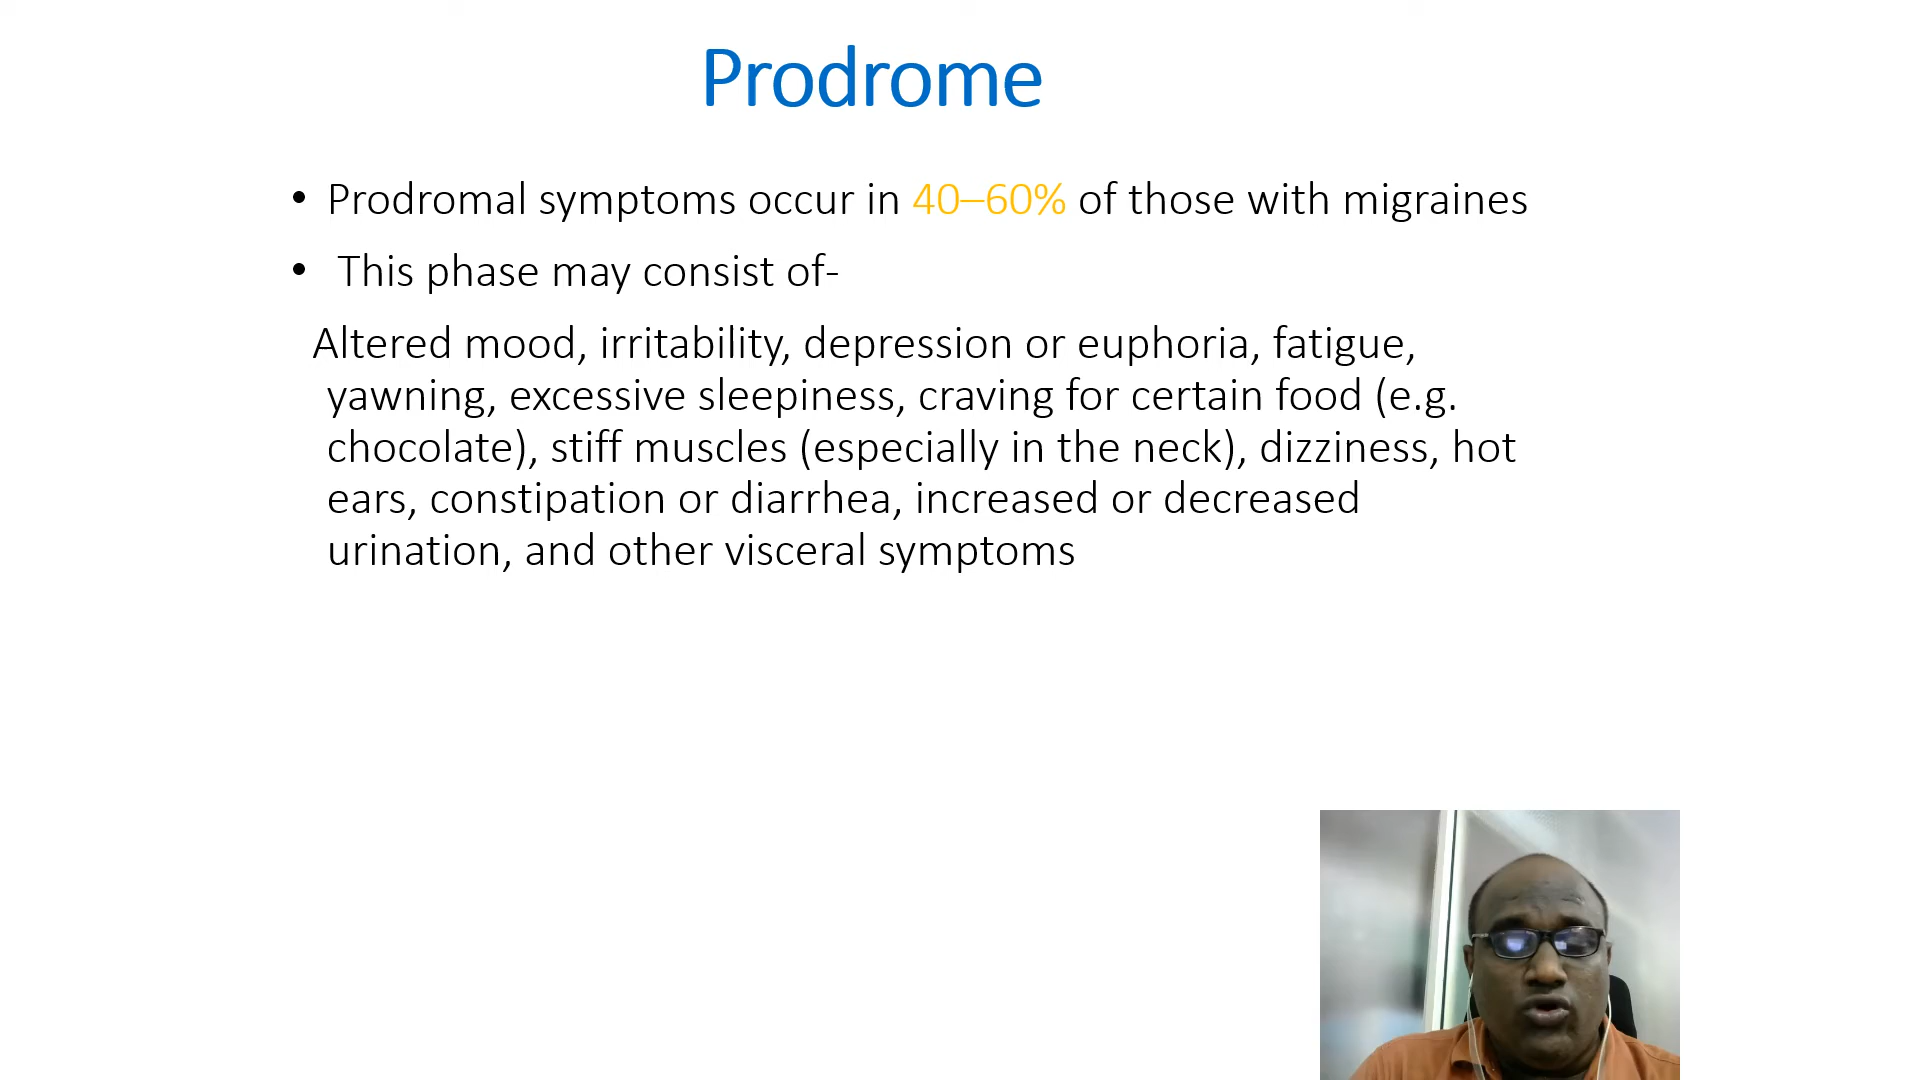 Prodrome
• Prodromal symptoms occur in 40–60% of those with migraines
• This phase may consist of-
Altered mood, irritability, depression or euphoria, fatigue,
yawning, excessive sleepiness, craving for certain food (e.g.
chocolate), stiff muscles (especially in the neck), dizziness, hot
ears, constipation or diarrhea, increased or decreased
urination, and other visceral symptoms